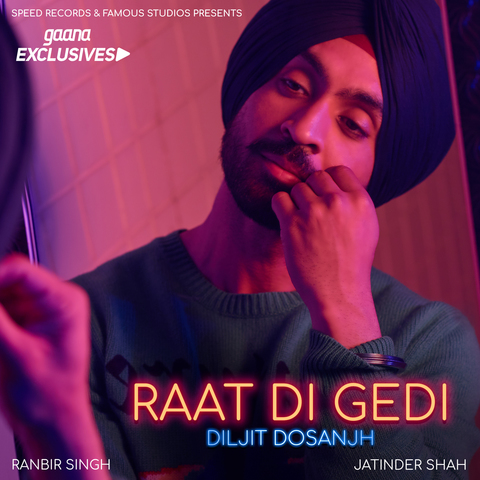 SPEED RECORDS & FAMOUS STUDIOS PRESENTS
gaana
EXCLUSIVES
RAAT DI GEDI
DILJIT DOSANJH
RANBIR SINGH
JATINDER SHAH